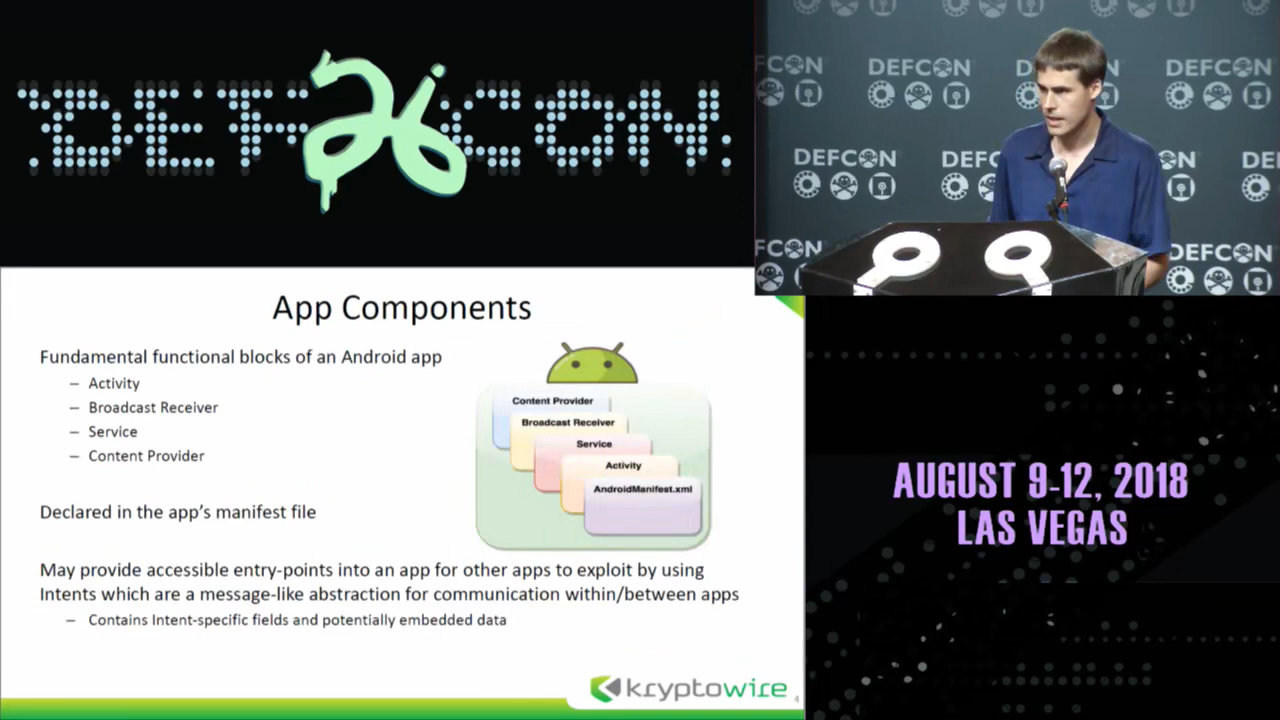 DEF 26 CON
DEFCON
DEFCON
DEFCON
DEFCON
DEFCON
App Components
Fundamental functional blocks of an Android app
– Activity
– Broadcast Receiver
– Service
– Content Provider
Content Provider
Broadcast Receiver
Service
Activity
AndroidManifest.xml
Declared in the app's manifest file
May provide accessible entry-points into an app for other apps to exploit by using
Intents which are a message-like abstraction for communication within/between apps
– Contains Intent-specific fields and potentially embedded data
kryptowire
4
AUGUST 9-12, 2018
LAS VEGAS